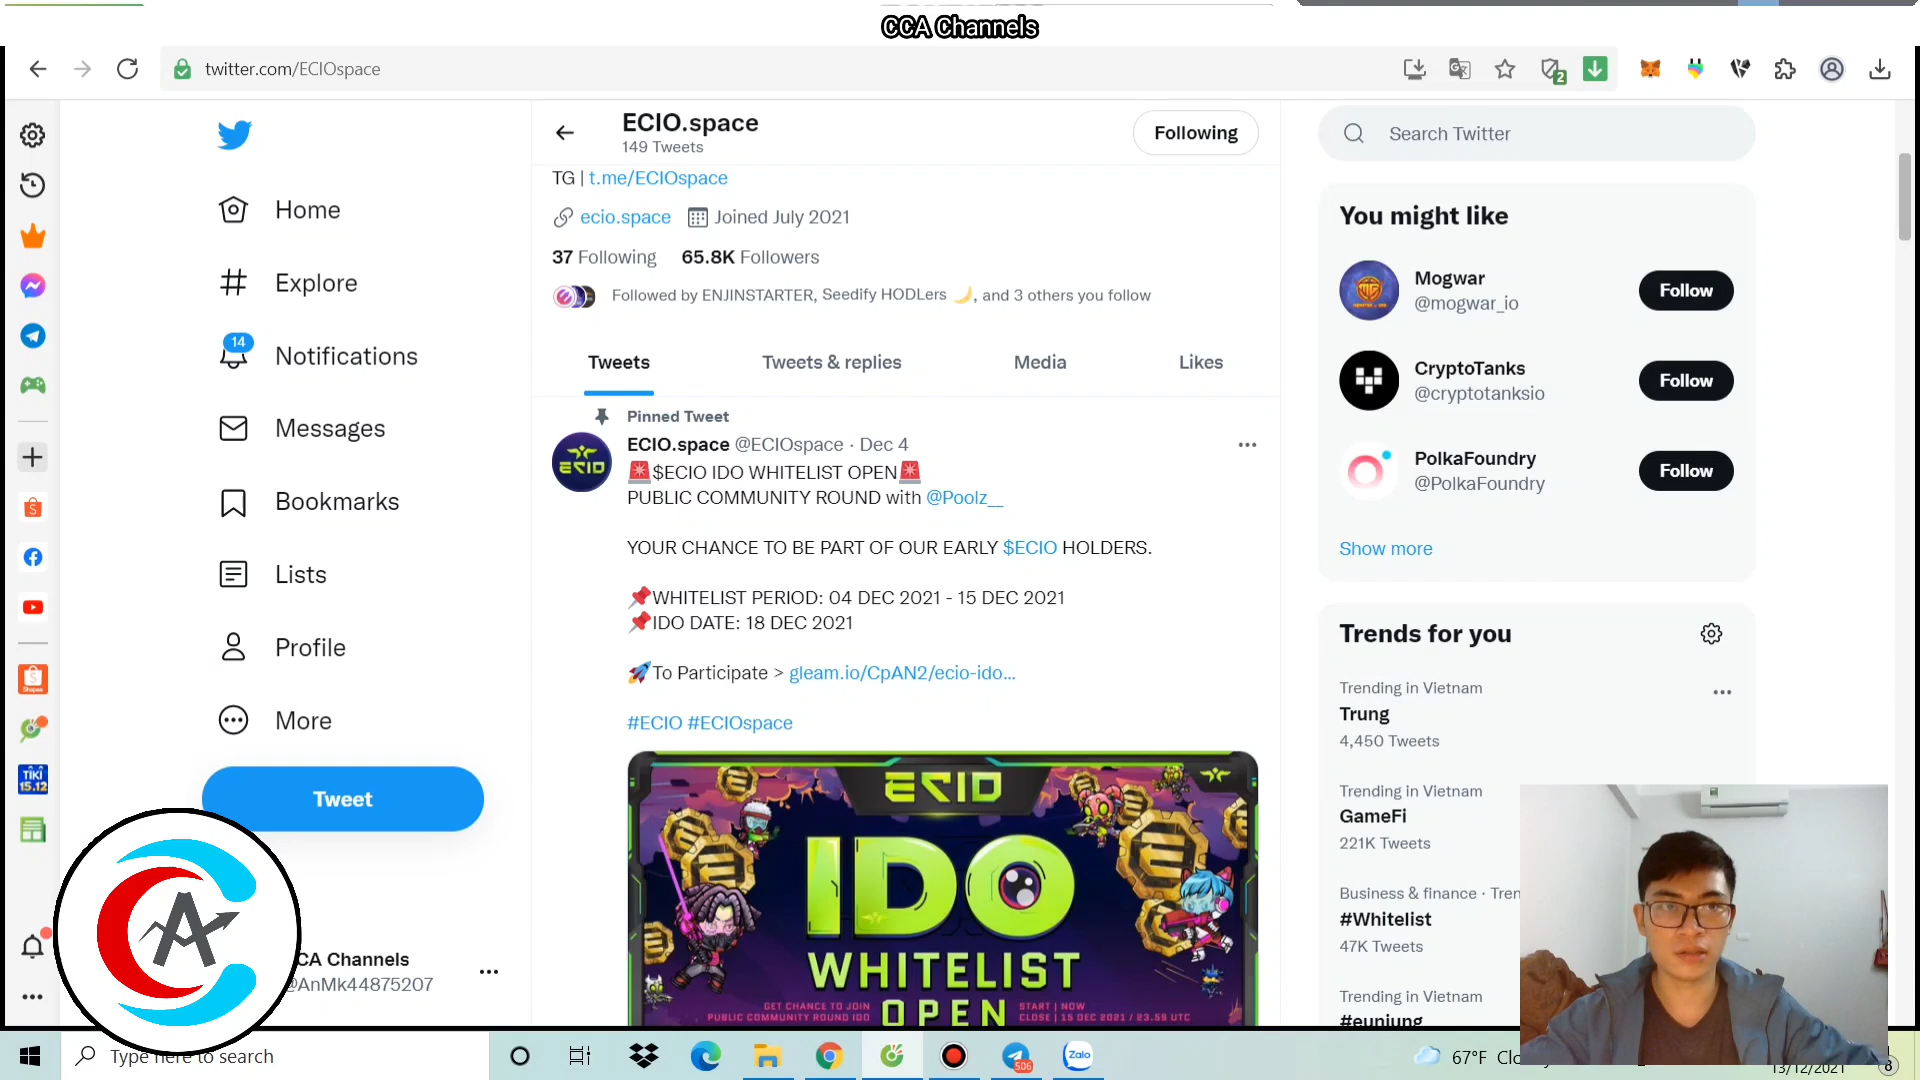 CCA Channels
twitter.com/ECIOspace
2
ECIO.space
149 Tweets
Following
Search Twitter
TG | t.me/ECIOspace
ecio.space
Joined July 2021
37 Following
65.8K Followers
Followed by ENJINSTARTER, Seedify HODLers 🌙, and 3 others you follow
Tweets
Tweets & replies
Media
Likes
Home
Explore
14
Notifications
Messages
Bookmarks
Lists
Profile
More
Tweet
CA Channels
@AnMk44875207
Pinned Tweet
ECIO.space @ECIOspace · Dec 4
🚨$ECIO IDO WHITELIST OPEN🚨
PUBLIC COMMUNITY ROUND with @Poolz__
YOUR CHANCE TO BE PART OF OUR EARLY $ECIO HOLDERS.
📌WHITELIST PERIOD: 04 DEC 2021 - 15 DEC 2021
📌IDO DATE: 18 DEC 2021
🚀To Participate > gleam.io/CpAN2/ecio-ido...
#ECIO #ECIOspace
ECIO
ECIO
IDO
WHITELIST
OPEN
GET CHANCE TO JOIN
PUBLIC COMMUNITY ROUND IDO
START | NOW
CLOSE | 15 DEC 2021 / 23.59 UTC
You might like
Mogwar
@mogwar_io
Follow
CryptoTanks
@cryptotanksio
Follow
PolkaFoundry
@PolkaFoundry
Follow
Show more
Trends for you
Trending in Vietnam
Trung
4,450 Tweets
Trending in Vietnam
GameFi
221K Tweets
Business & finance · Tren
#Whitelist
47K Tweets
Trending in Vietnam
#eunjung
Shopee
TIKI
15.12
CA
Type here to search
506
Zalo
67°F
13/12/2021
8